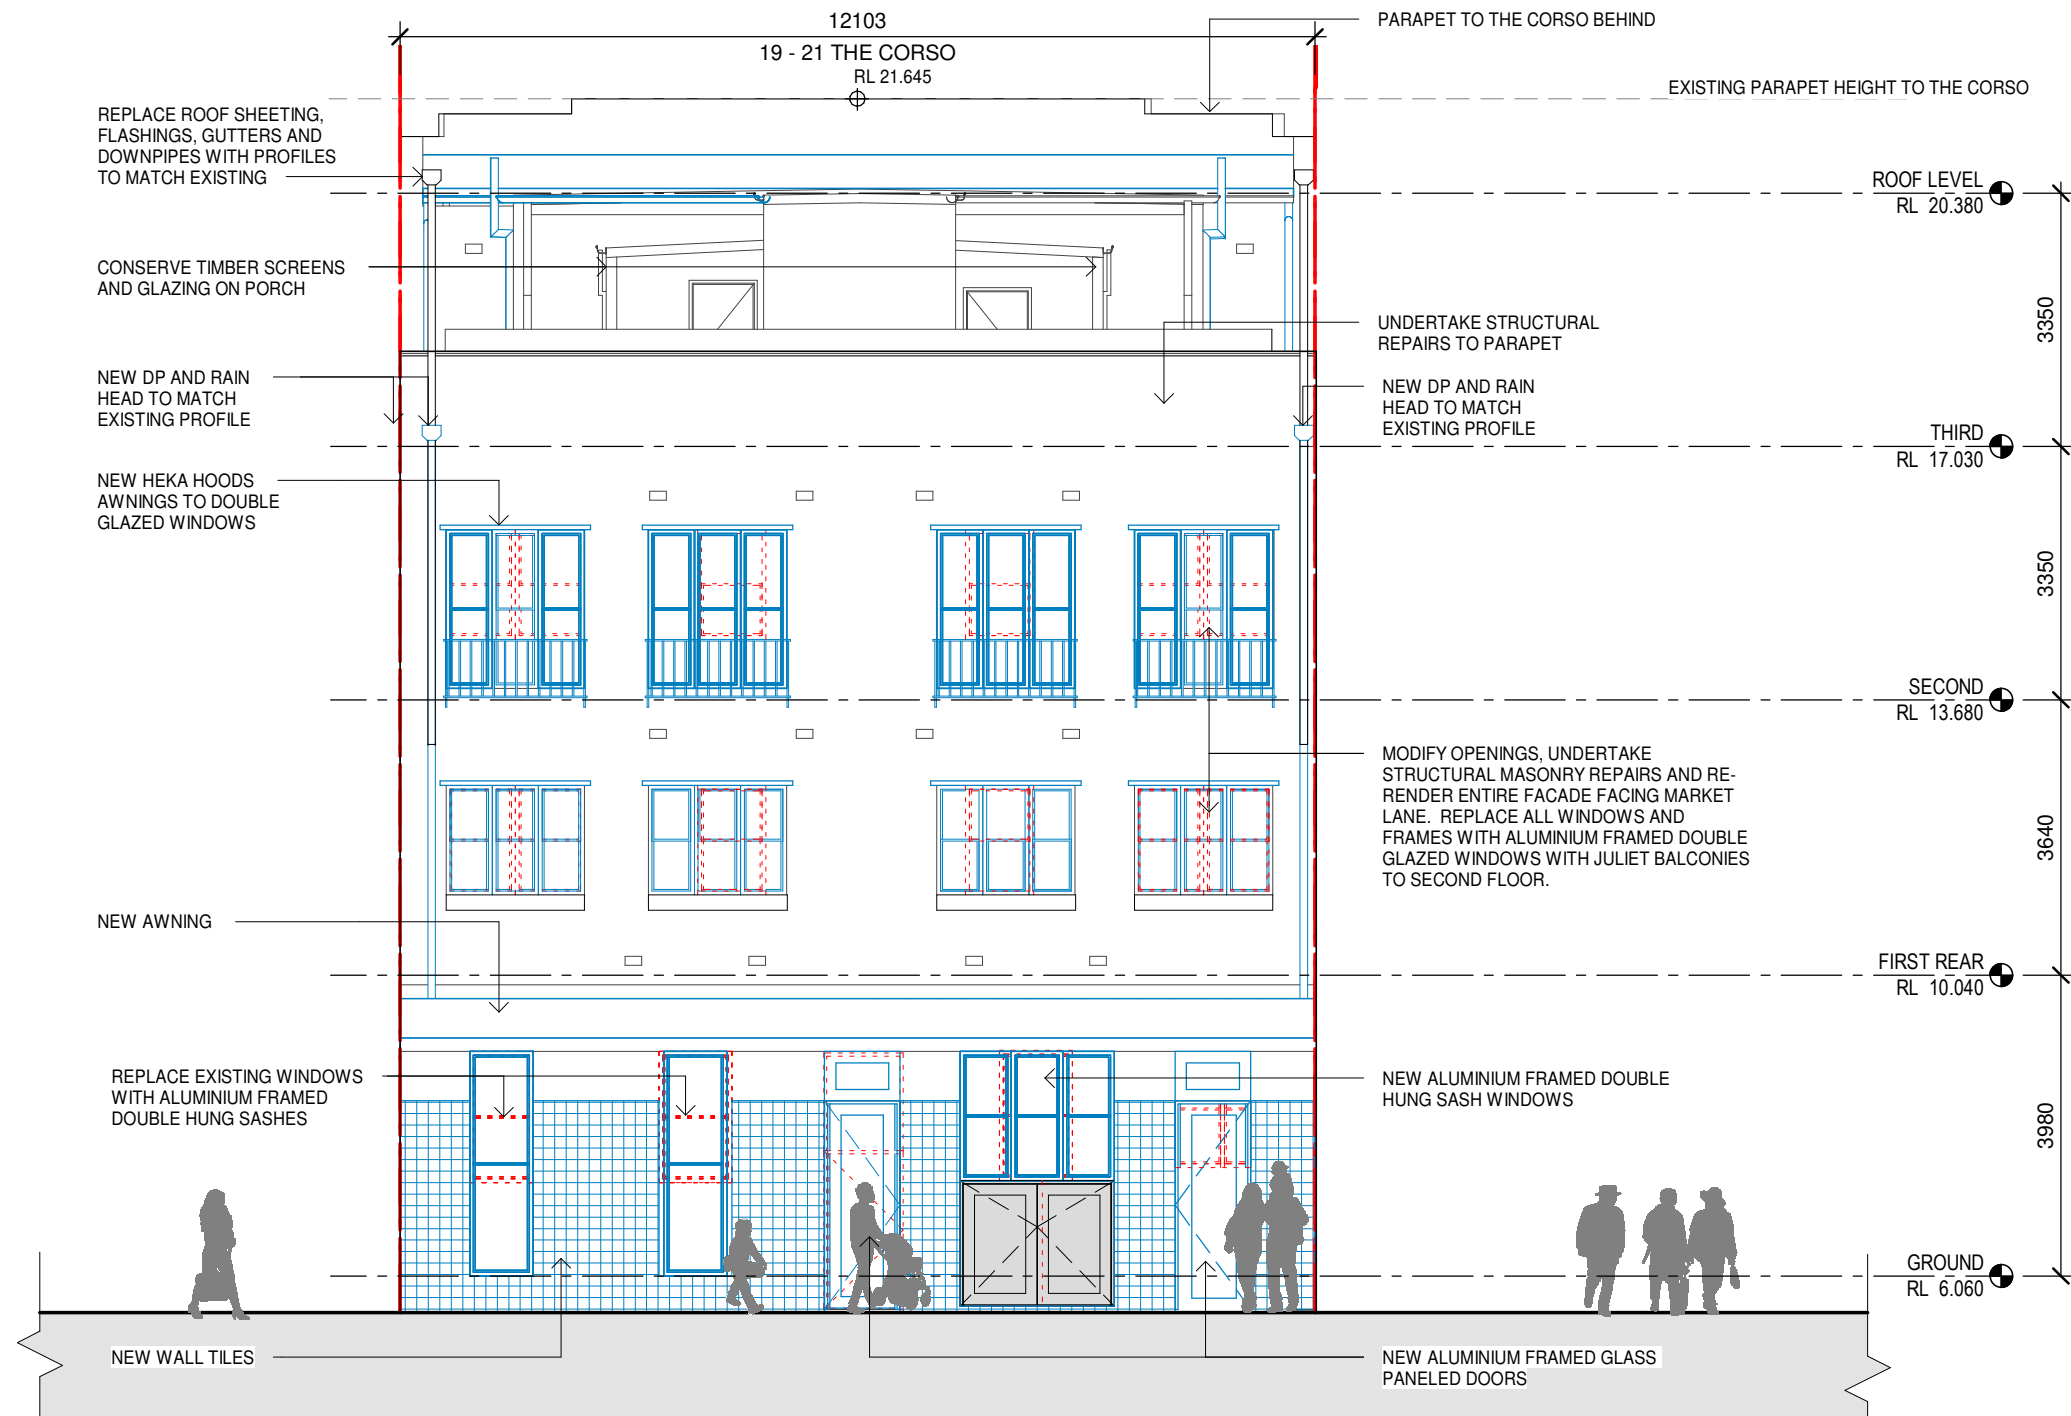 12103
19 - 21 THE CORSO
RL 21.645
PARAPET TO THE CORSO BEHIND
EXISTING PARAPET HEIGHT TO THE CORSO
REPLACE ROOF SHEETING,
FLASHINGS, GUTTERS AND
DOWNPIPES WITH PROFILES
TO MATCH EXISTING
ROOF LEVEL
RL 20.380
CONSERVE TIMBER SCREENS
AND GLAZING ON PORCH
3350
UNDERTAKE STRUCTURAL
REPAIRS TO PARAPET
NEW DP AND RAIN
HEAD TO MATCH
EXISTING PROFILE
NEW DP AND RAIN
HEAD TO MATCH
EXISTING PROFILE
THIRD
RL 17.030
NEW HEKA HOODS
AWNINGS TO DOUBLE
GLAZED WINDOWS
3350
SECOND
RL 13.680
MODIFY OPENINGS, UNDERTAKE
STRUCTURAL MASONRY REPAIRS AND RE-
RENDER ENTIRE FACADE FACING MARKET
LANE. REPLACE ALL WINDOWS AND
FRAMES WITH ALUMINIUM FRAMED DOUBLE
GLAZED WINDOWS WITH JULIET BALCONIES
TO SECOND FLOOR.
3640
NEW AWNING
FIRST REAR
RL 10.040
REPLACE EXISTING WINDOWS
WITH ALUMINIUM FRAMED
DOUBLE HUNG SASHES
NEW ALUMINIUM FRAMED DOUBLE
HUNG SASH WINDOWS
3980
GROUND
RL 6.060
NEW WALL TILES
NEW ALUMINIUM FRAMED GLASS
PANELED DOORS